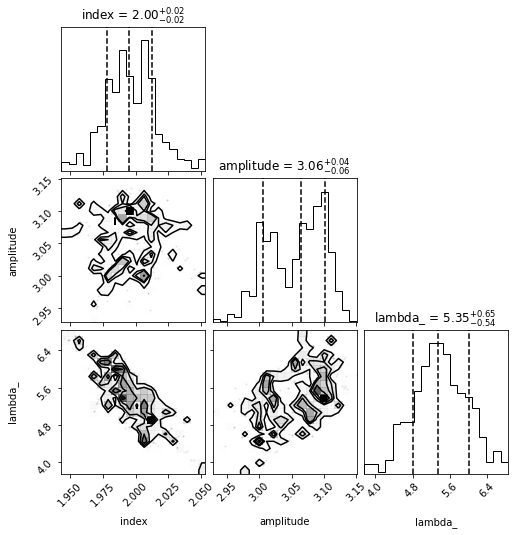 index = 2.00+0.02−0.02
amplitude = 3.06+0.04−0.06
lambda_ = 5.35+0.65−0.54
amplitude
3.15
3.10
3.05
3.00
2.95
lambda_
6.4
5.6
4.8
4.0
1.950
1.975
2.000
2.025
2.050
2.95
3.00
3.05
3.10
3.15
4.0
4.8
5.6
6.4
index
amplitude
lambda_